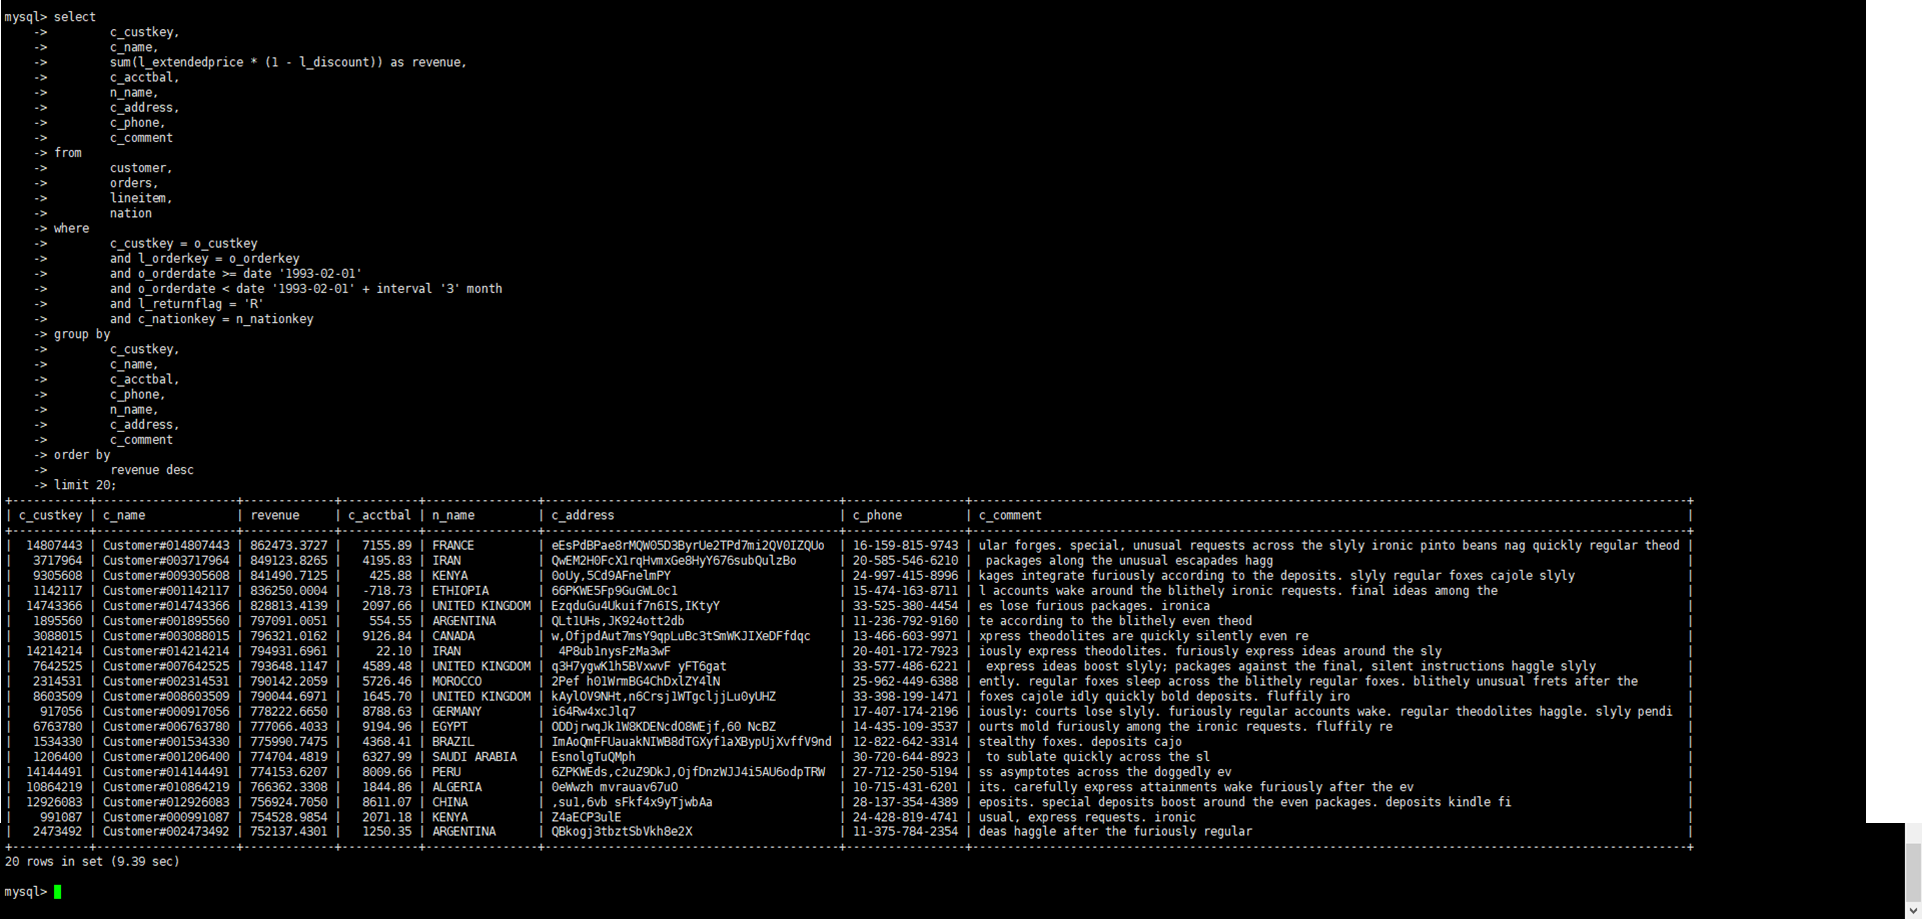 mysql> select
    ->         c_custkey,
    ->         c_name,
    ->         sum(l_extendedprice * (1 - l_discount)) as revenue,
    ->         c_acctbal,
    ->         n_name,
    ->         c_address,
    ->         c_phone,
    ->         c_comment
    -> from
    ->         customer,
    ->         orders,
    ->         lineitem,
    ->         nation
    -> where
    ->         c_custkey = o_custkey
    ->         and l_orderkey = o_orderkey
    ->         and o_orderdate >= date '1993-02-01'
    ->         and o_orderdate < date '1993-02-01' + interval '3' month
    ->         and l_returnflag = 'R'
    ->         and c_nationkey = n_nationkey
    -> group by
    ->         c_custkey,
    ->         c_name,
    ->         c_acctbal,
    ->         c_phone,
    ->         n_name,
    ->         c_address,
    ->         c_comment
    -> order by
    ->         revenue desc
    -> limit 20;
| c_custkey | c_name | revenue | c_acctbal | n_name | c_address | c_phone | c_comment |
| 14807443 | Customer#014807443 | 862473.3727 | 7155.89 | FRANCE | eEsPdBPae8rMQW05D3ByrUe2TPd7mi2QV0IZQUo | 16-159-815-9743 | ular forges. special, unusual requests across the slyly ironic pinto beans nag quickly regular theod |
| 3717964 | Customer#003717964 | 849123.8265 | 4195.83 | IRAN | QwEM2H0FcX1rqHvmxGe8HyY676subQulzBo | 20-585-546-6210 | packages along the unusual escapades hagg |
| 9305608 | Customer#009305608 | 841490.7125 | 425.88 | KENYA | 0oUy,5Cd9AFnelmPY | 24-997-415-8996 | kages integrate furiously according to the deposits. slyly regular foxes cajole slyly |
| 1142117 | Customer#001142117 | 836250.0004 | -718.73 | ETHIOPIA | 66PKWE5Fp9GuGWL0c1 | 15-474-163-8711 | l accounts wake around the blithely ironic requests. final ideas among the |
| 14743366 | Customer#014743366 | 828813.4139 | 2097.66 | UNITED KINGDOM | EzqduGu4Ukuif7n6IS,IKtyY | 33-525-380-4454 | es lose furious packages. ironica |
| 1895560 | Customer#001895560 | 797091.0051 | 554.55 | ARGENTINA | QLt1UHs,JK924ott2db | 11-236-792-9160 | te according to the blithely even theod |
| 3088015 | Customer#003088015 | 796321.0162 | 9126.84 | CANADA | w,OfjpdAut7msY9qpLuBc3tSmWKJIXeDFfdqc | 13-466-603-9971 | xpress theodolites are quickly silently even re |
| 14214214 | Customer#014214214 | 794931.6961 | 22.10 | IRAN | 4P8ub1nysFzMa3wF | 20-401-172-7923 | iously express theodolites. furiously express ideas around the sly |
| 7642525 | Customer#007642525 | 793648.1147 | 4589.48 | UNITED KINGDOM | q3H7ygwK1h5BVxwvF yFT6gat | 33-577-486-6221 | express ideas boost slyly; packages against the final, silent instructions haggle slyly |
| 2314531 | Customer#002314531 | 790142.2059 | 5726.46 | MOROCCO | 2Pef h01WrmBG4ChDxlZY4lN | 25-962-449-6388 | ently. regular foxes sleep across the blithely regular foxes. blithely unusual frets after the |
| 8603509 | Customer#008603509 | 790044.6971 | 1645.70 | UNITED KINGDOM | kAylOV9NHt,n6Crsj1WTgcljjLu0yUHZ | 33-398-199-1471 | foxes cajole idly quickly bold deposits. fluffily iro |
| 917056 | Customer#000917056 | 778222.6650 | 8788.63 | GERMANY | i64Rw4xcJlq7 | 17-407-174-2196 | iously: courts lose slyly. furiously regular accounts wake. regular theodolites haggle. slyly pendi |
| 6763780 | Customer#006763780 | 777066.4033 | 9194.96 | EGYPT | ODDjrwqJk1W8KDENcdO8WEjf,60 NcBZ | 14-435-109-3537 | ourts mold furiously among the ironic requests. fluffily re |
| 1534330 | Customer#001534330 | 775990.7475 | 4368.41 | BRAZIL | ImAoQmFFUauakNIWB8dTGXyf1aXBypUjXvffV9nd | 12-822-642-3314 | stealthy foxes. deposits cajo |
| 1206400 | Customer#001206400 | 774704.4819 | 6327.99 | SAUDI ARABIA | EsnolgTuQMph | 30-720-644-8923 | to sublate quickly across the sl |
| 14144491 | Customer#014144491 | 774153.6207 | 8009.66 | PERU | 6ZPKWEds,c2uZ9DkJ,OjfDnzWJJ4i5AU6odpTRW | 27-712-250-5194 | ss asymptotes across the doggedly ev |
| 10864219 | Customer#010864219 | 766362.3308 | 1844.86 | ALGERIA | 0eWwzh mvrauav67uO | 10-715-431-6201 | its. carefully express attainments wake furiously after the ev |
| 12926083 | Customer#012926083 | 756924.7050 | 8611.07 | CHINA | ,su1,6vb sFkf4x9yTjwbAa | 28-137-354-4389 | eposits. special deposits boost around the even packages. deposits kindle fi |
| 991087 | Customer#000991087 | 754528.9854 | 2071.18 | KENYA | Z4aECP3ulE | 24-428-819-4741 | usual, express requests. ironic |
| 2473492 | Customer#002473492 | 752137.4301 | 1250.35 | ARGENTINA | QBkogj3tbztSbVkh8e2X | 11-375-784-2354 | deas haggle after the furiously regular |
20 rows in set (9.39 sec)
mysql>